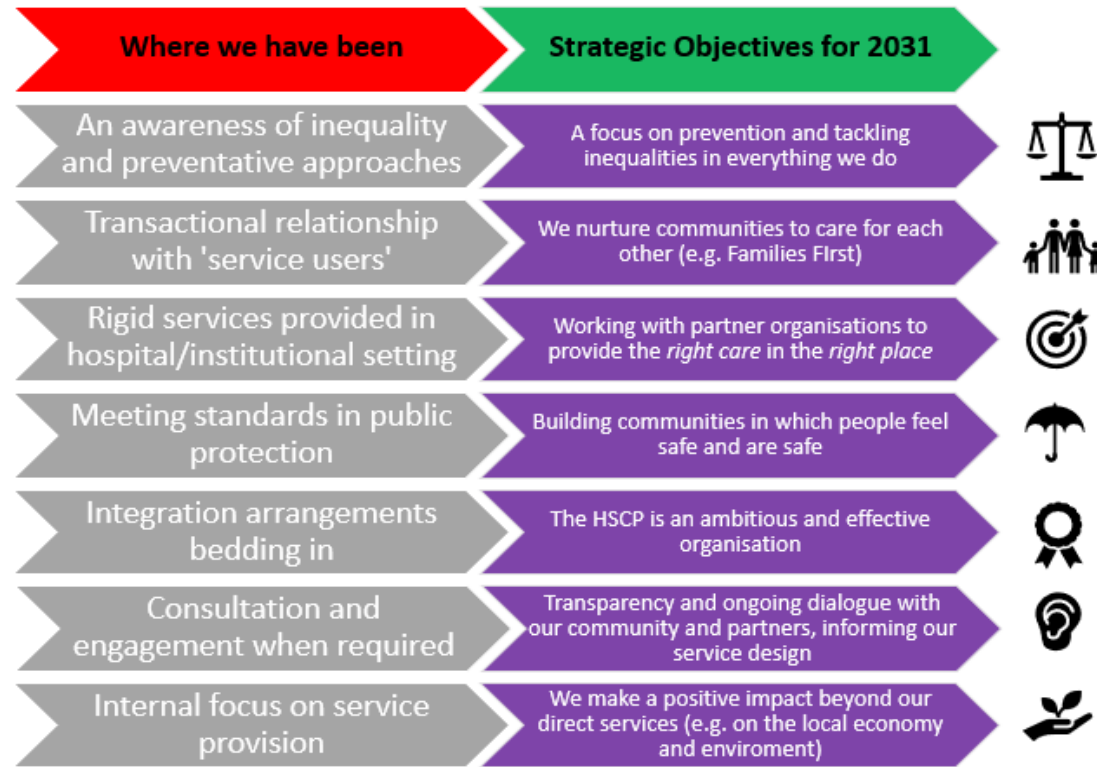 Where we have been
Strategic Objectives for 2031
An awareness of inequality
and preventative approaches
A focus on prevention and tackling
inequalities in everything we do
Transactional relationship
with 'service users'
We nurture communities to care for each
other (e.g. Families FIrst)
Rigid services provided in
hospital/institutional setting
Working with partner organisations to
provide the right care in the right place
Meeting standards in public
protection
Building communities in which people feel
safe and are safe
Integration arrangements
bedding in
The HSCP is an ambitious and effective
organisation
Consultation and
engagement when required
Transparency and ongoing dialogue with
our community and partners, informing our
service design
Internal focus on service
provision
We make a positive impact beyond our
direct services (e.g. on the local economy
and enviroment)